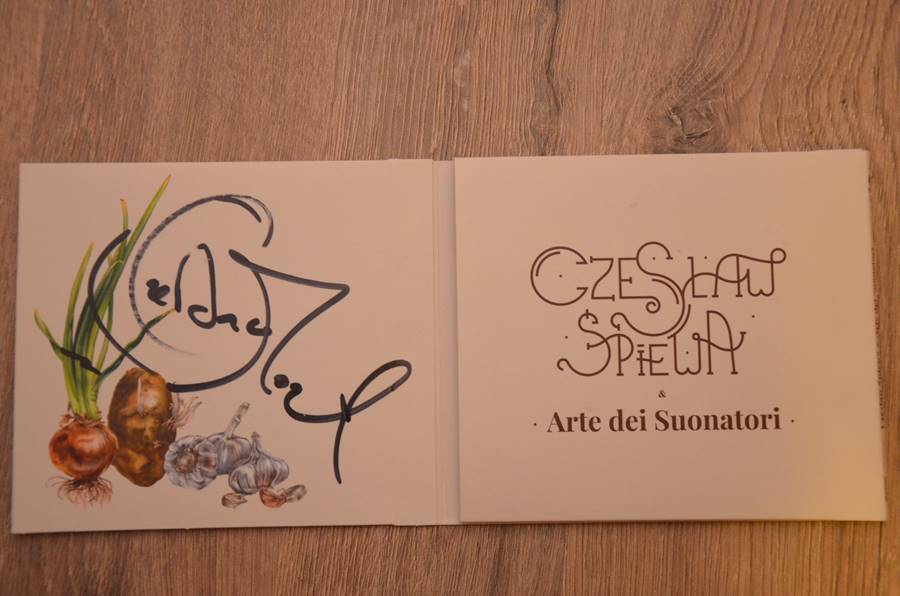 CZESŁAW
ŚPIEWA
&
· Arte dei Suonatori ·